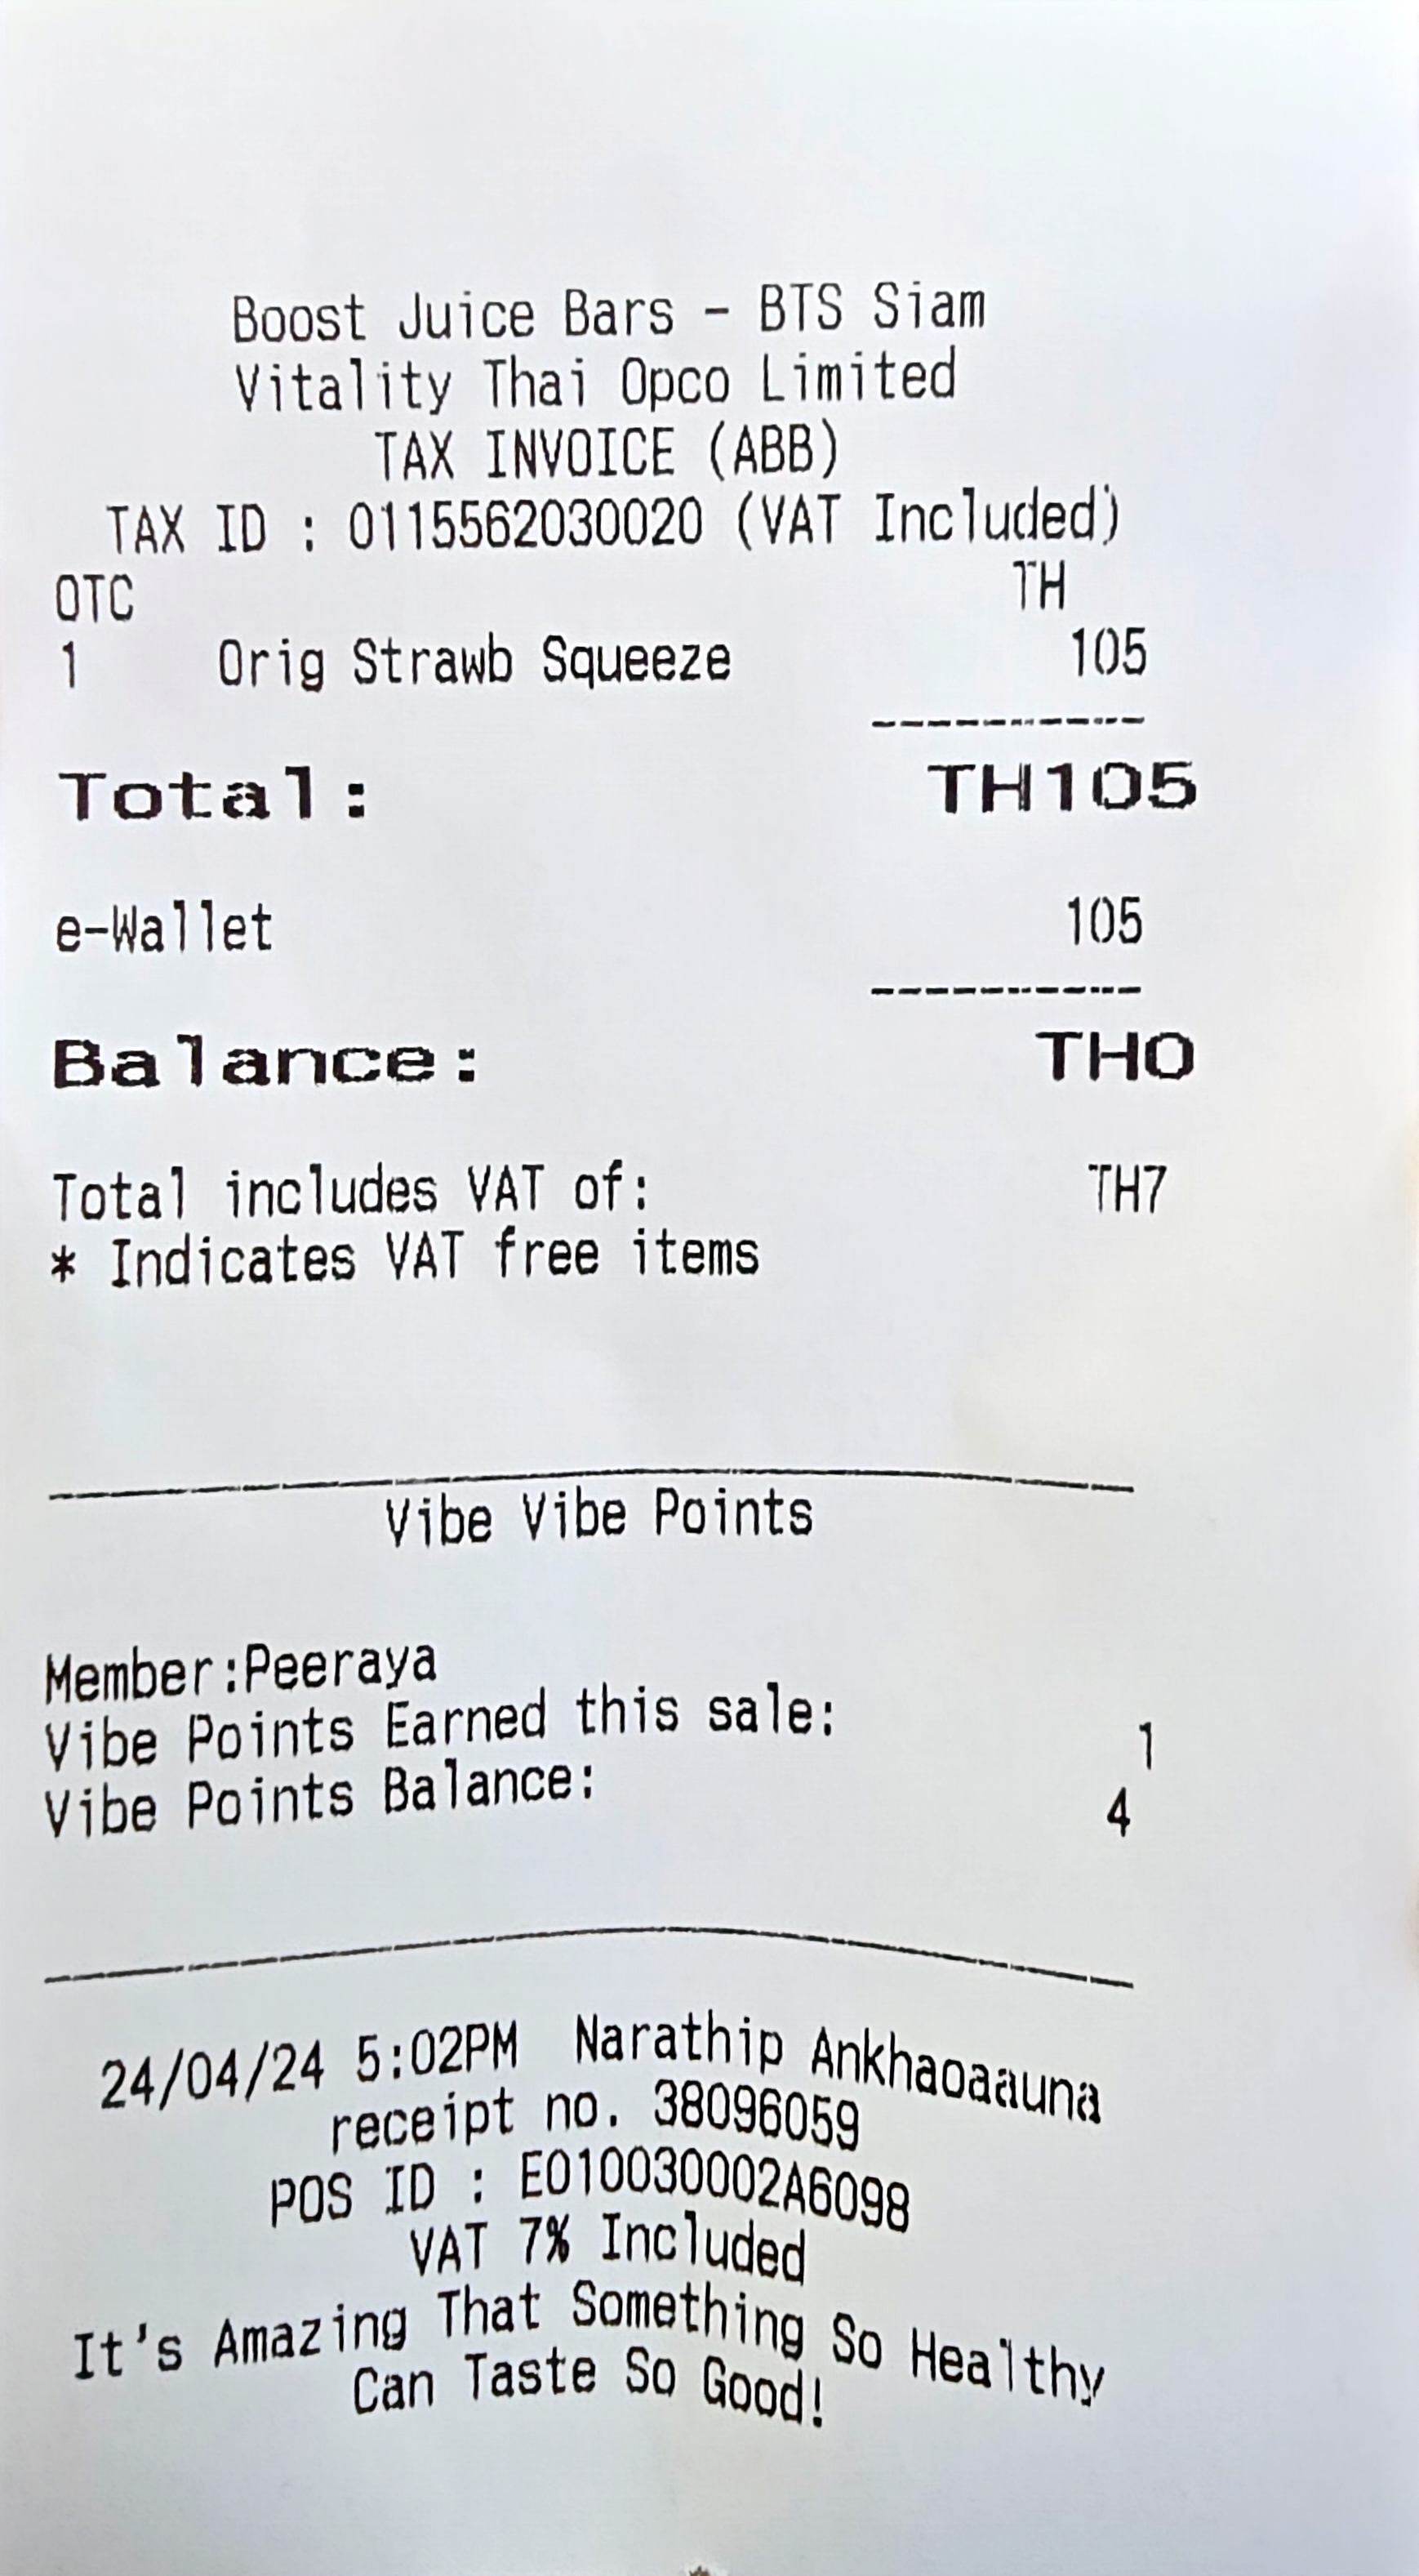 Boost Juice Bars - BTS Siam
Vitality Thai Opco Limited
TAX INVOICE (ABB)
TAX ID : 0115562030020 (VAT Included)
OTC TH
1 Orig Strawb Squeeze 105
Total: TH105
e-Wallet 105
Balance: TH0
Total includes VAT of: TH7
* Indicates VAT free items
Vibe Vibe Points
Member:Peeraya
Vibe Points Earned this sale: 1
Vibe Points Balance: 4
24/04/24 5:02PM Narathip Ankhaoaauna
receipt no. 38096059
POS ID : E010030002A6098
VAT 7% Included
It's Amazing That Something So Healthy
Can Taste So Good!